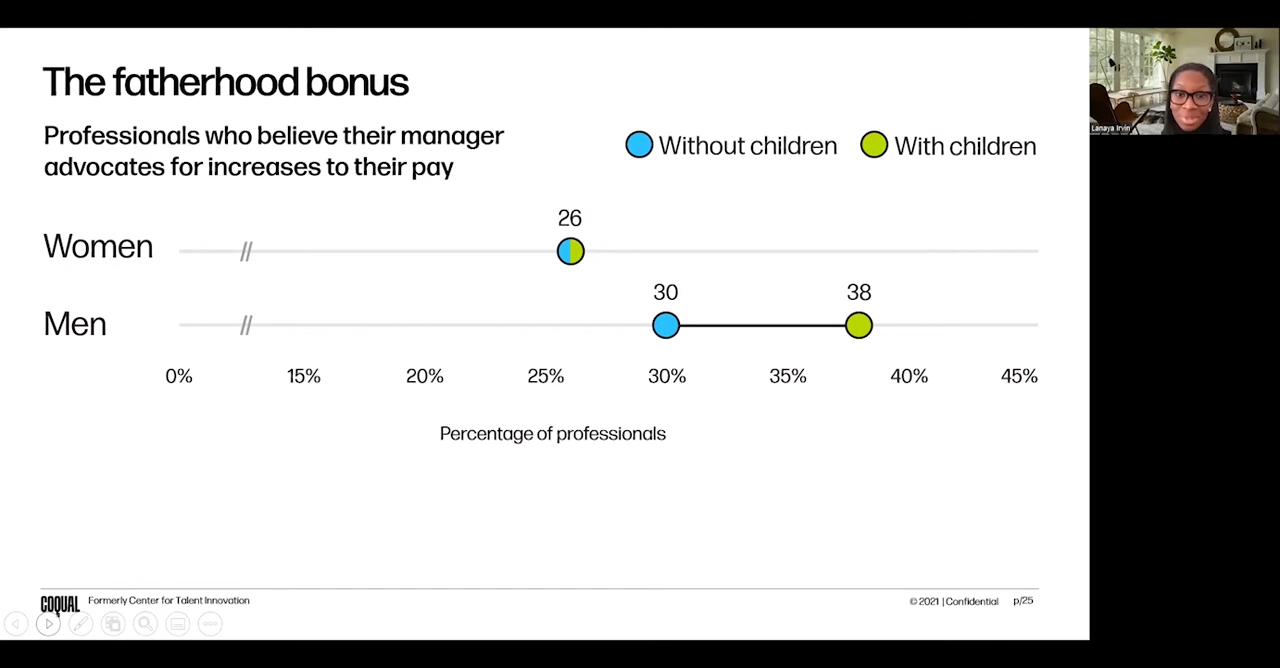 The fatherhood bonus
Professionals who believe their manager
advocates for increases to their pay
Without children
With children
Women
26
Men
30
38
0%
15%
20%
25%
30%
35%
40%
45%
Percentage of professionals
COQUAL
Formerly Center for Talent Innovation
© 2021 | Confidential
p/25
Lanaya Irvin